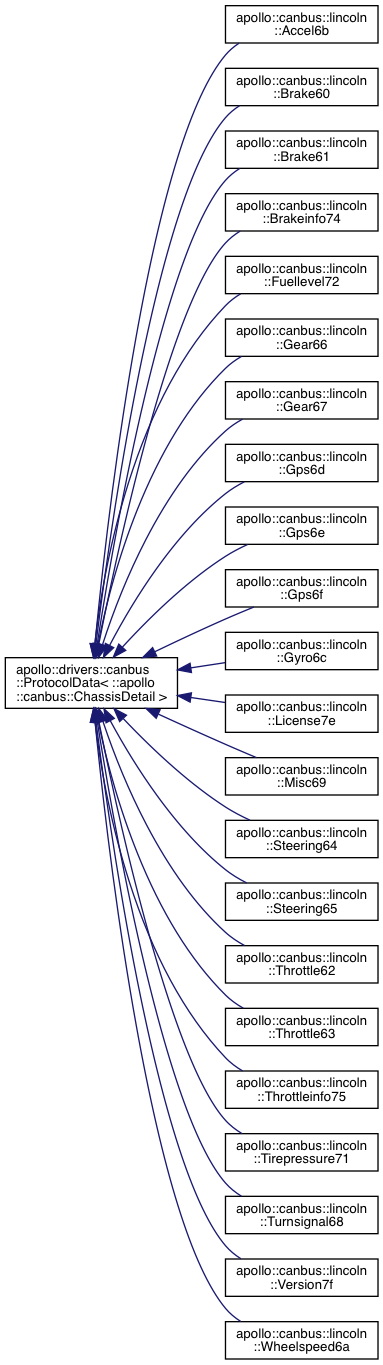 apollo::canbus::lincoln
::Accel6b
apollo::canbus::lincoln
::Brake60
apollo::canbus::lincoln
::Brake61
apollo::canbus::lincoln
::Brakeinfo74
apollo::canbus::lincoln
::Fuellevel72
apollo::canbus::lincoln
::Gear66
apollo::canbus::lincoln
::Gear67
apollo::canbus::lincoln
::Gps6d
apollo::canbus::lincoln
::Gps6e
apollo::canbus::lincoln
::Gps6f
apollo::canbus::lincoln
::Gyro6c
apollo::drivers::canbus
::ProtocolData< ::apollo
::canbus::ChassisDetail >
apollo::canbus::lincoln
::License7e
apollo::canbus::lincoln
::Misc69
apollo::canbus::lincoln
::Steering64
apollo::canbus::lincoln
::Steering65
apollo::canbus::lincoln
::Throttle62
apollo::canbus::lincoln
::Throttle63
apollo::canbus::lincoln
::Throttleinfo75
apollo::canbus::lincoln
::Tirepressure71
apollo::canbus::lincoln
::Turnsignal68
apollo::canbus::lincoln
::Version7f
apollo::canbus::lincoln
::Wheelspeed6a